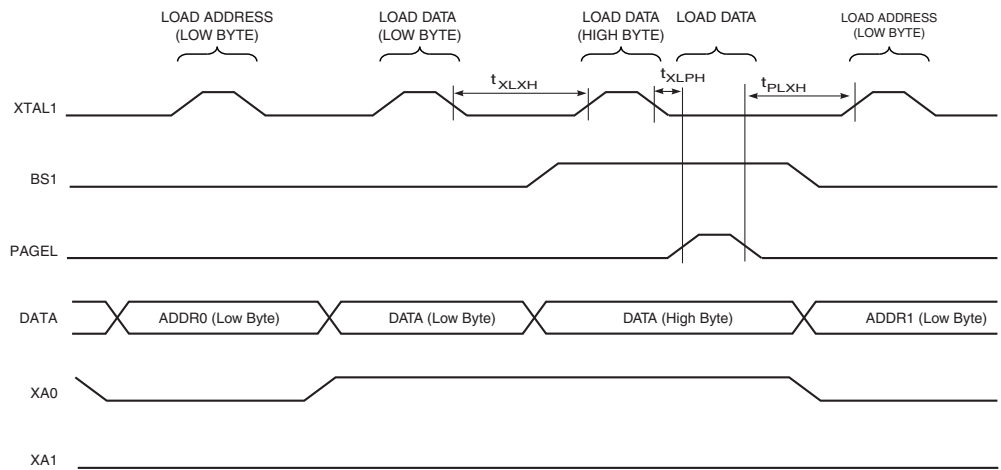 LOAD ADDRESS
(LOW BYTE)
LOAD DATA
(LOW BYTE)
LOAD DATA
(HIGH BYTE)
LOAD DATA
LOAD ADDRESS
(LOW BYTE)
tXLXH
tXLPH
tPLXH
XTAL1
BS1
PAGEL
DATA
ADDR0 (Low Byte)
DATA (Low Byte)
DATA (High Byte)
ADDR1 (Low Byte)
XA0
XA1